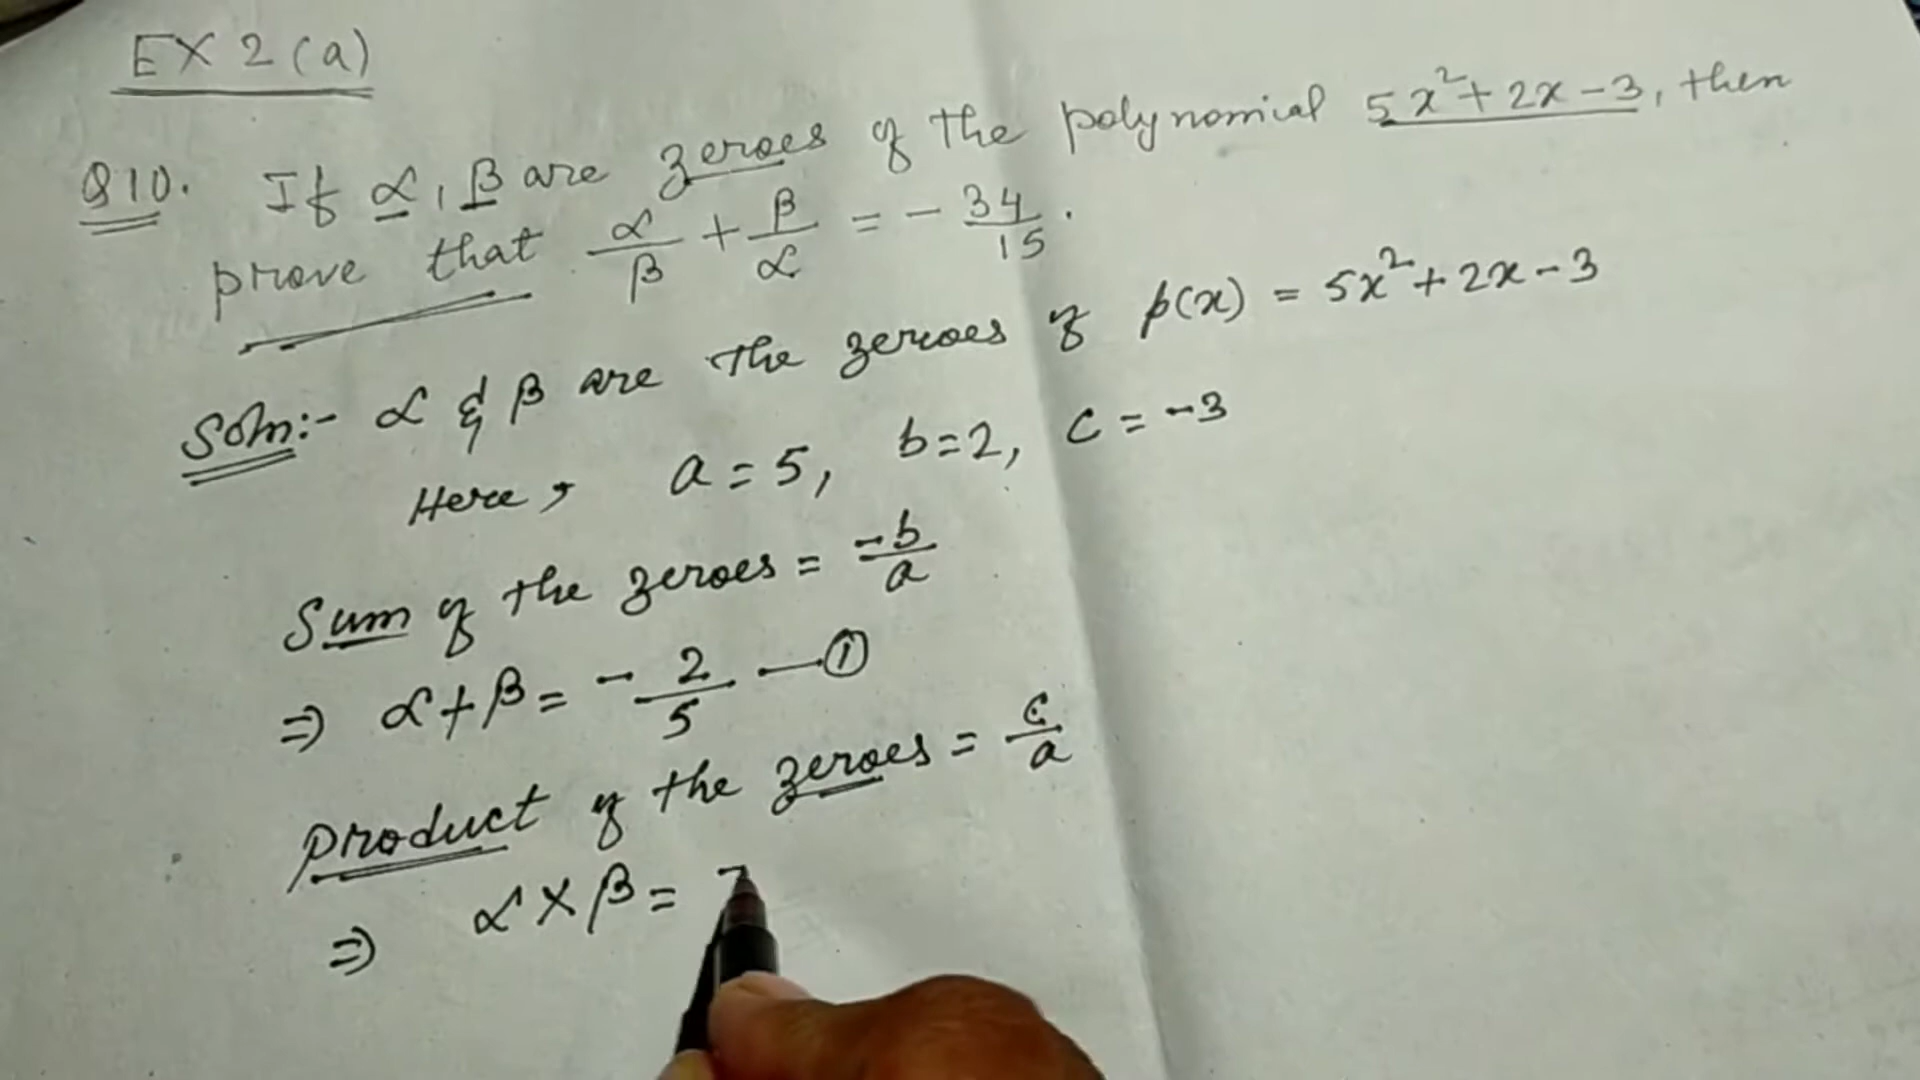 EX 2(a)
Q10. If α, β are zeroes of the polynomial 5x²+2x-3, then
prove that α/β + β/α = - 34/15.
Soln:- α & β are the zeroes of p(x) = 5x²+2x-3
Here, a=5, b=2, c=-3
Sum of the zeroes = -b/a
⇒ α+β = - 2/5 —①
Product of the zeroes = c/a
⇒ α×β =